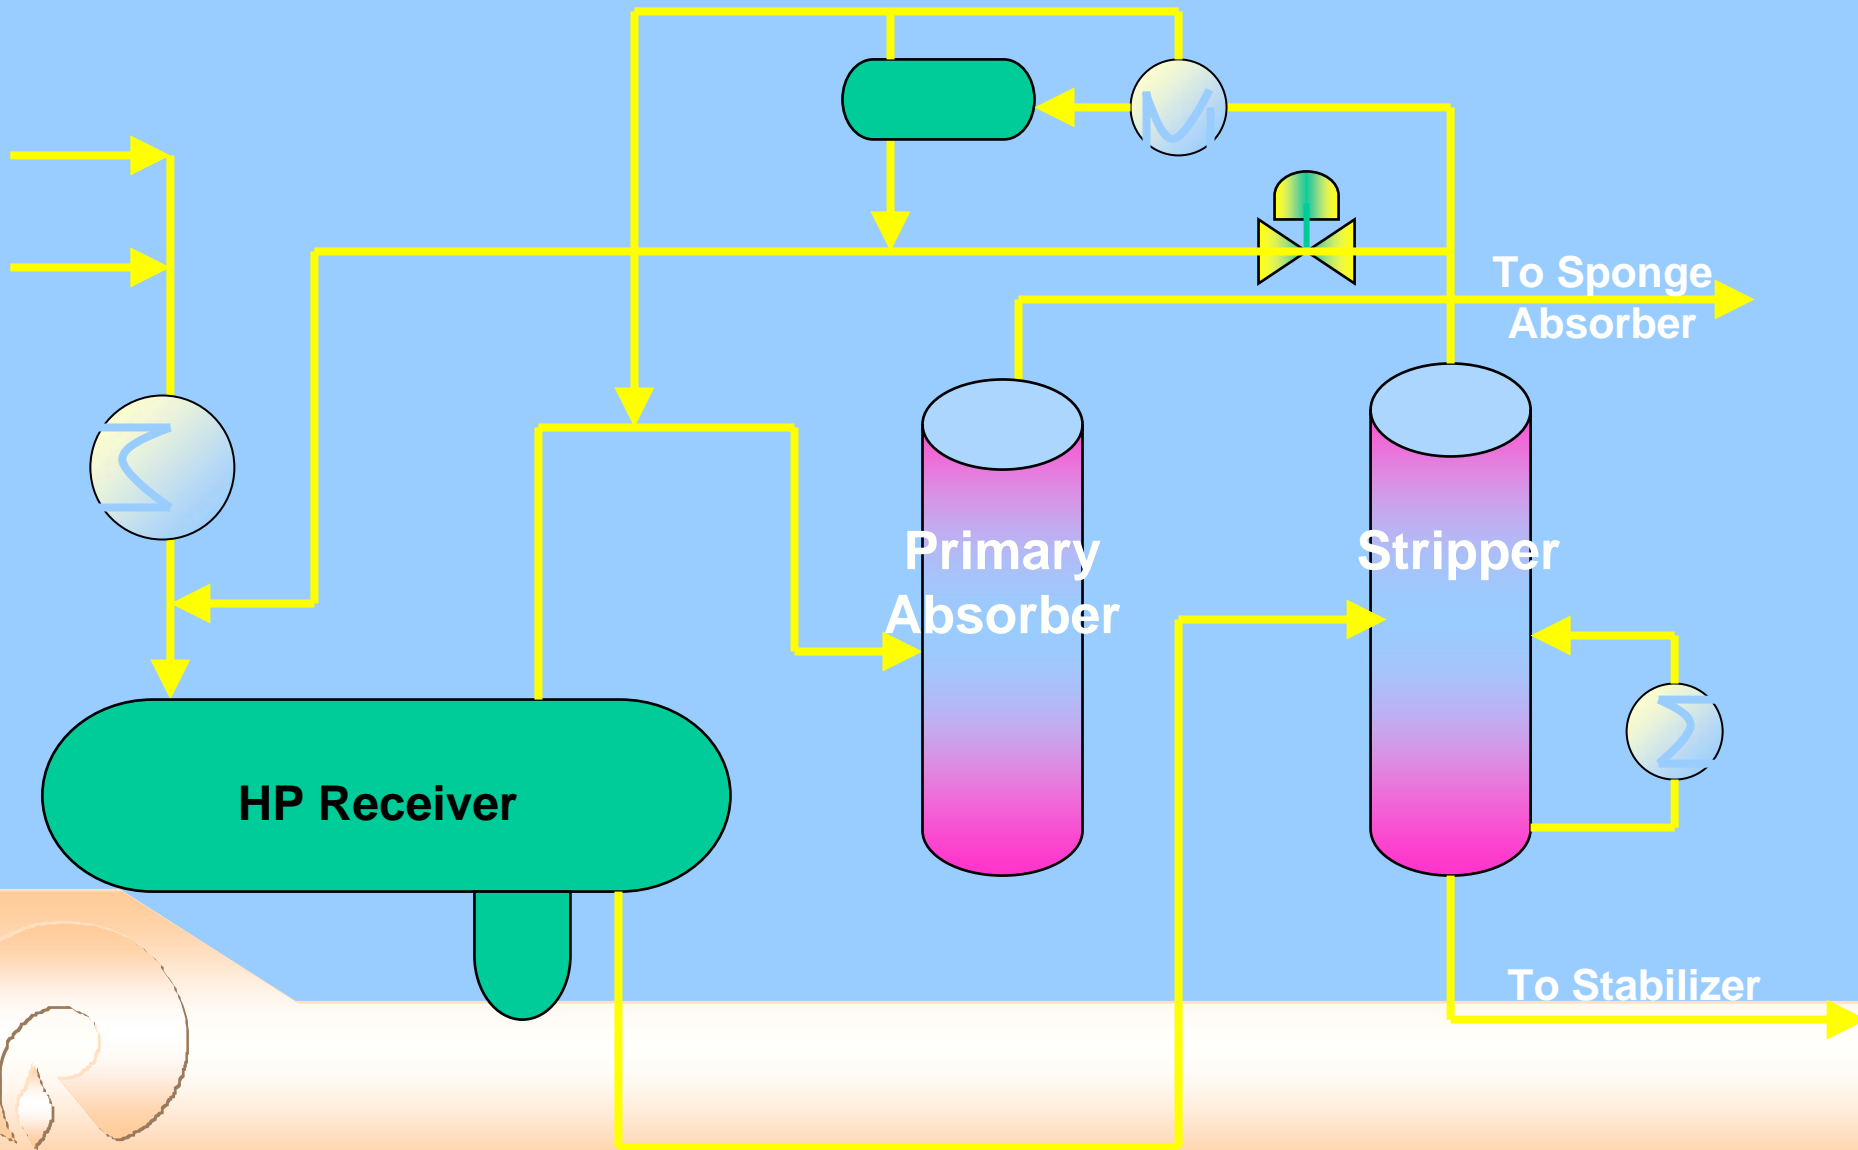 To Sponge
Absorber
Primary
Absorber
Stripper
HP Receiver
To Stabilizer